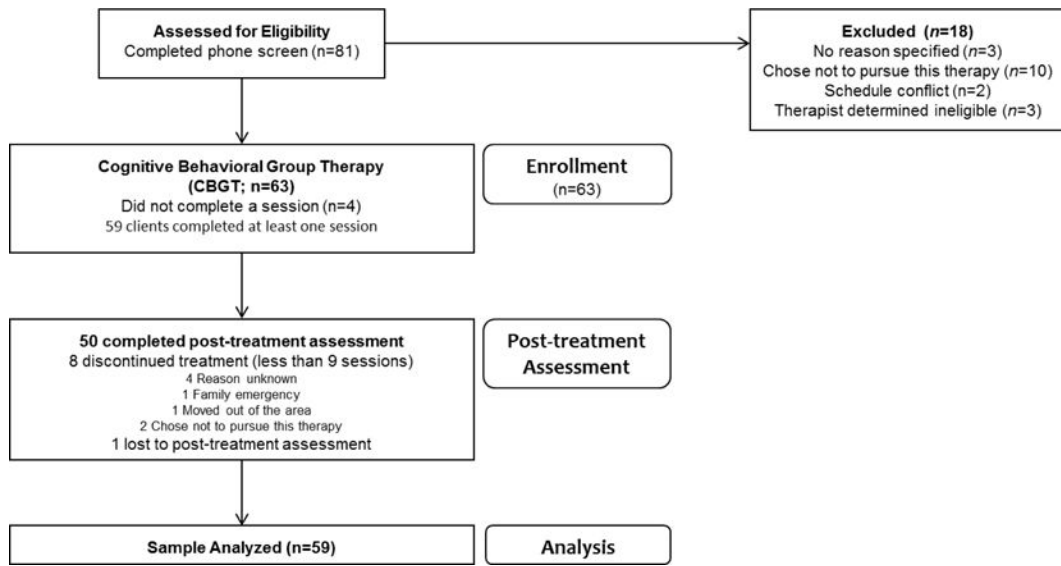 Assessed for Eligibility
Completed phone screen (n=81)
Excluded (n=18)
No reason specified (n=3)
Chose not to pursue this therapy (n=10)
Schedule conflict (n=2)
Therapist determined ineligible (n=3)
Cognitive Behavioral Group Therapy
(CBGT; n=63)
Did not complete a session (n=4)
59 clients completed at least one session
Enrollment
(n=63)
50 completed post-treatment assessment
8 discontinued treatment (less than 9 sessions)
4 Reason unknown
1 Family emergency
1 Moved out of the area
2 Chose not to pursue this therapy
1 lost to post-treatment assessment
Post-treatment
Assessment
Sample Analyzed (n=59)
Analysis